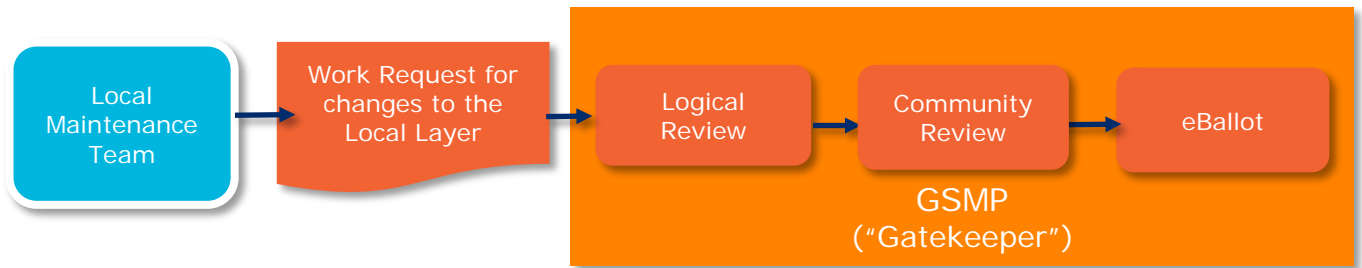 Local
Maintenance
Team
Work Request for
changes to the
Local Layer
Logical
Review
Community
Review
eBallot
GSMP
("Gatekeeper")